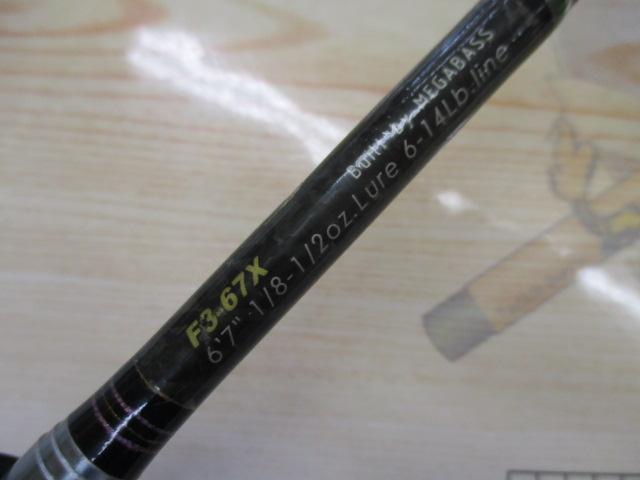 Built by MEGABASS
F3-67X
6'7" 1/8-1/2oz.Lure 6-14Lb.line